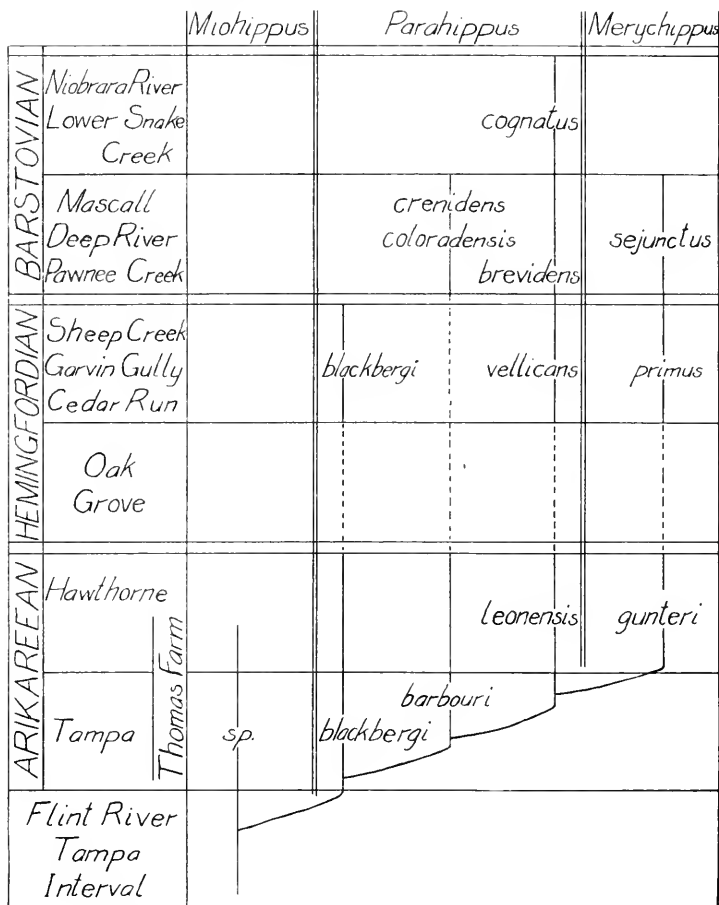 Miohippus Parahippus Merychippus
BARSTOVIAN
Niobrara River
Lower Snake
Creek
cognatus
Mascall
Deep River
Pawnee Creek
crenidens
coloradensis
brevidens
sejunctus
HEMINGFORDIAN
Sheep Creek
Garvin Gully
Cedar Run
blackbergi
vellicans
primus
Oak
Grove
ARIKAREEAN
Hawthorne
Thomas Farm
leonensis
gunteri
Tampa
sp.
blackbergi
barbouri
Flint River
Tampa
Interval